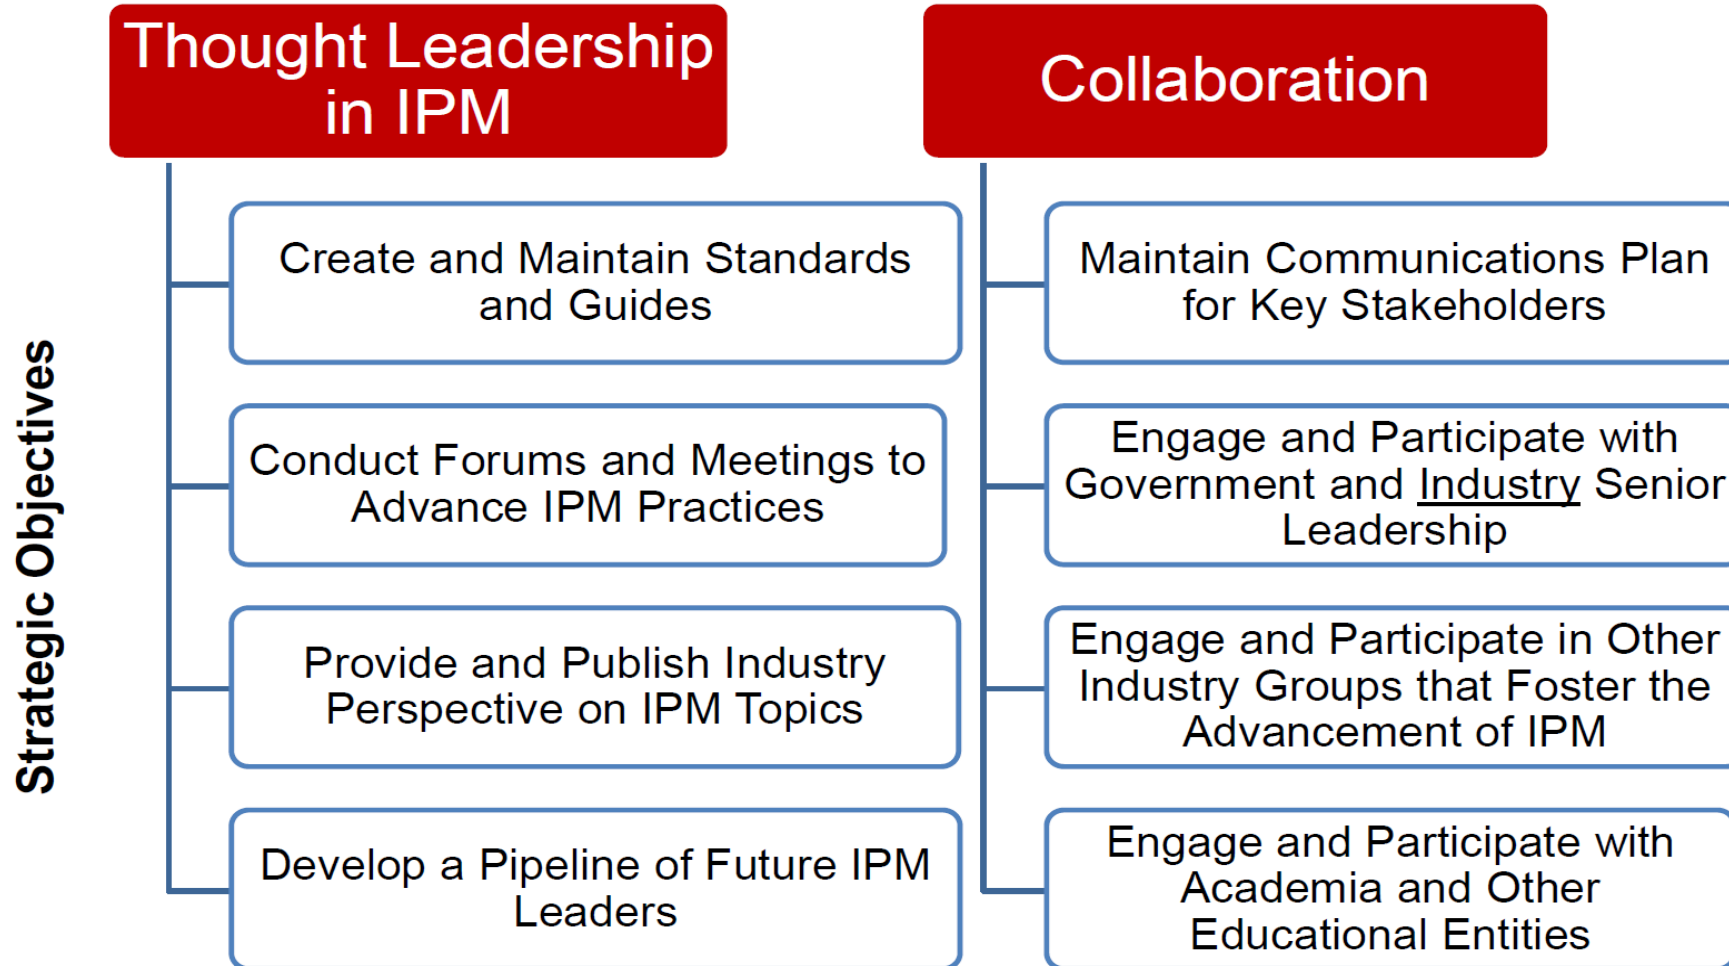 Thought Leadership
in IPM
Collaboration
Strategic Objectives
Create and Maintain Standards
and Guides
Conduct Forums and Meetings to
Advance IPM Practices
Provide and Publish Industry
Perspective on IPM Topics
Develop a Pipeline of Future IPM
Leaders
Maintain Communications Plan
for Key Stakeholders
Engage and Participate with
Government and Industry Senior
Leadership
Engage and Participate in Other
Industry Groups that Foster the
Advancement of IPM
Engage and Participate with
Academia and Other
Educational Entities